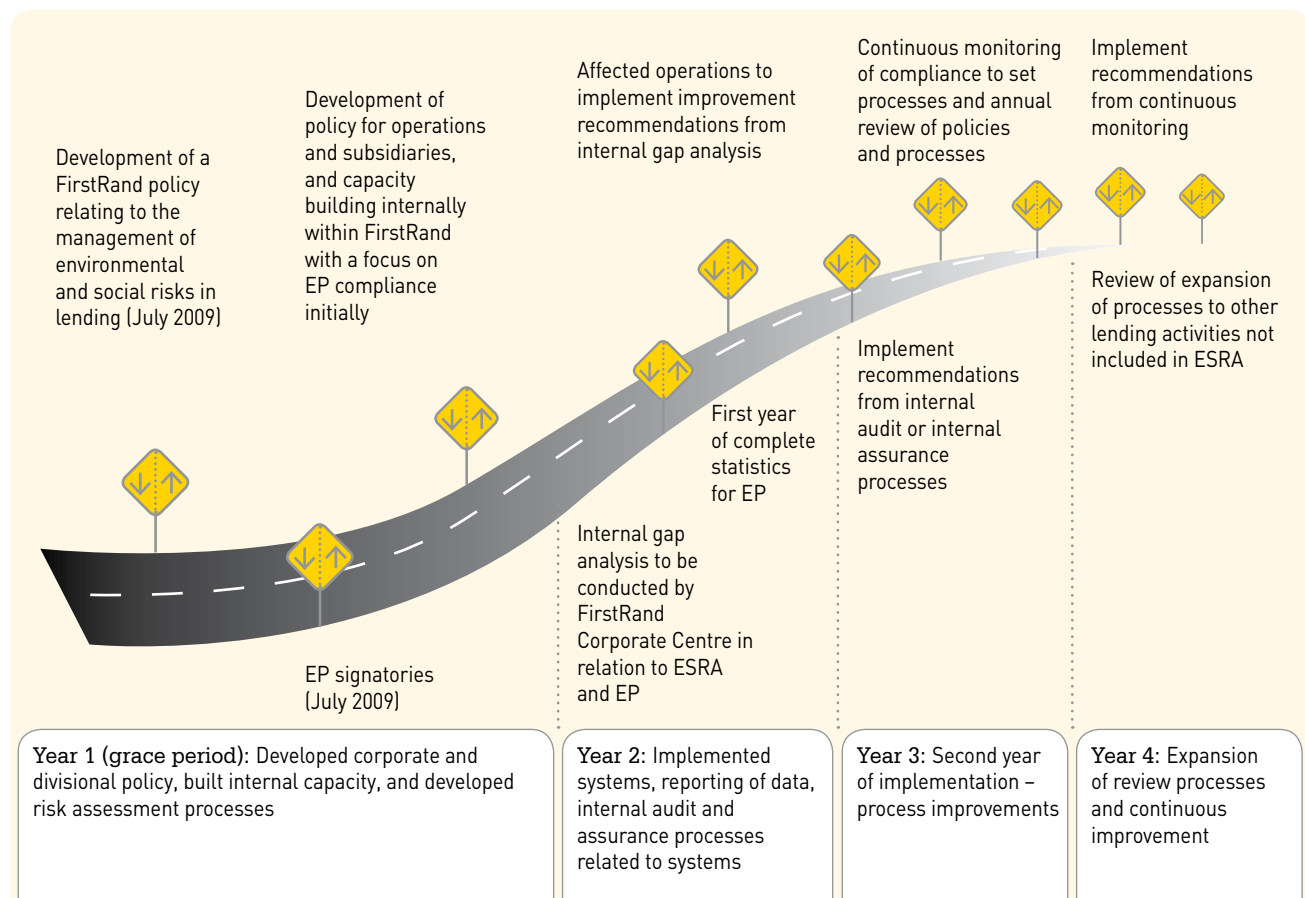 Development of a
FirstRand policy
relating to the
management of
environmental
and social risks in
lending (July 2009)
Development of
policy for operations
and subsidiaries,
and capacity
building internally
within FirstRand
with a focus on
EP compliance
initially
EP signatories
(July 2009)
Affected operations to
implement improvement
recommendations from
internal gap analysis
Internal gap
analysis to be
conducted by
FirstRand
Corporate Centre in
relation to ESRA
and EP
First year
of complete
statistics
for EP
Continuous monitoring
of compliance to set
processes and annual
review of policies
and processes
Implement
recommendations
from internal
audit or internal
assurance
processes
Implement
recommendations
from continuous
monitoring
Review of expansion
of processes to other
lending activities not
included in ESRA
Year 1 (grace period): Developed corporate and
divisional policy, built internal capacity, and developed
risk assessment processes
Year 2: Implemented
systems, reporting of data,
internal audit and
assurance processes
related to systems
Year 3: Second year
of implementation –
process improvements
Year 4: Expansion
of review processes
and continuous
improvement